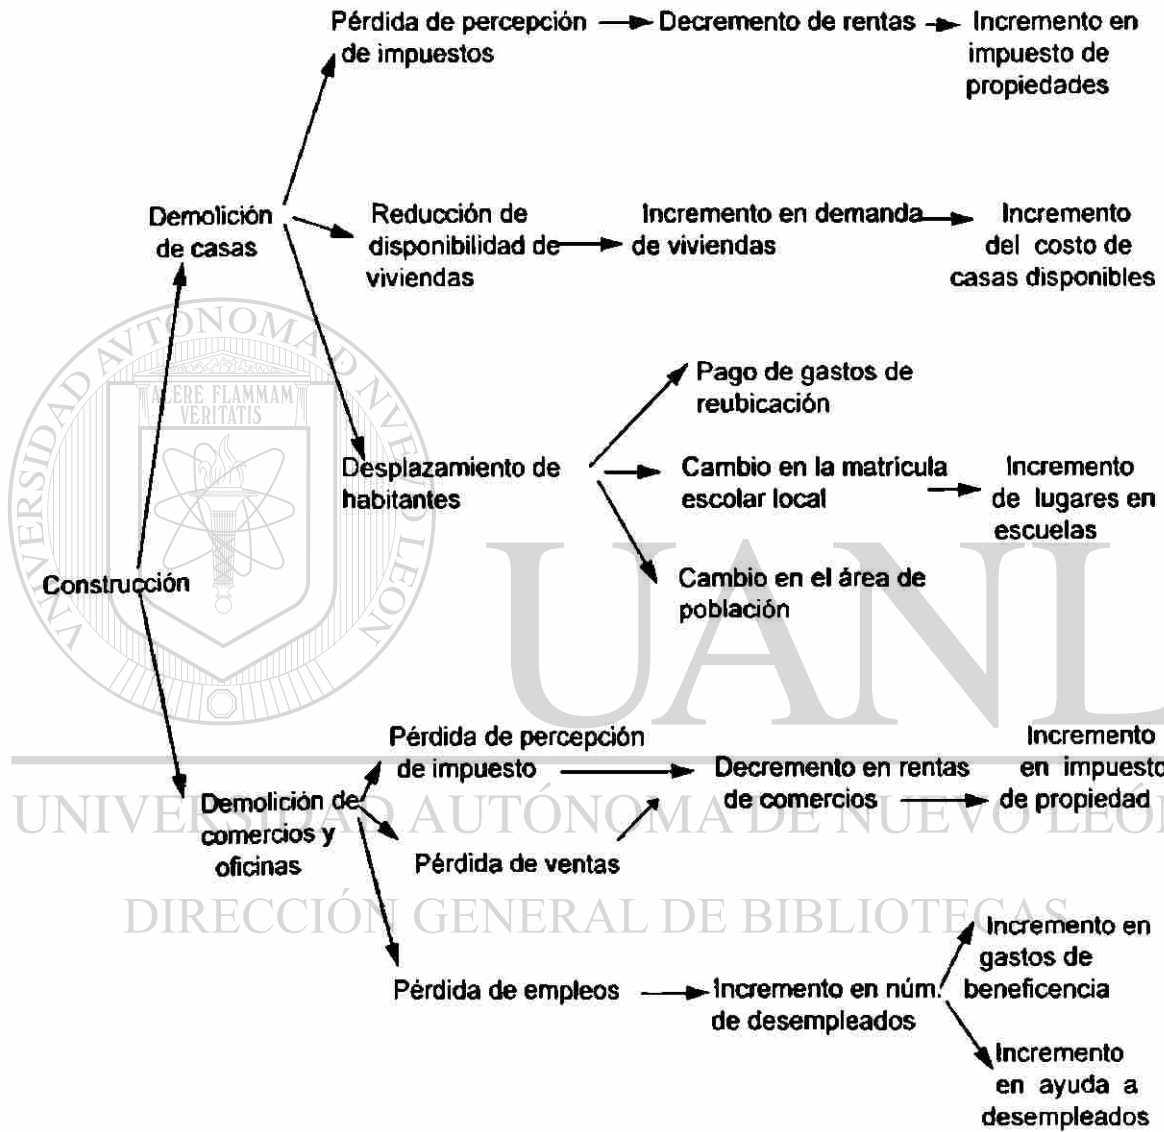 Pérdida de percepción
de impuestos
Decremento de rentas
Incremento en
impuesto de
propiedades
Demolición
de casas
Reducción de
disponibilidad de
viviendas
Incremento en demanda
de viviendas
Incremento
del costo de
casas disponibles
Pago de gastos de
reubicación
Desplazamiento de
habitantes
Cambio en la matrícula
escolar local
Incremento
de lugares en
escuelas
Cambio en el área de
población
Construcción
Demolición de
comercios y
oficinas
Pérdida de percepción
de impuesto
Decremento en rentas
de comercios
Incremento
en impuesto
de propiedad
Pérdida de ventas
Pérdida de empleos
Incremento en núm.
de desempleados
Incremento en
gastos de
beneficencia
Incremento
en ayuda a
desempleados
UNIVERSIDAD AVTONOMA DE NVEVO LEON
ALERE FLAMMAM
VERITATIS
UANL
UNIVERSIDAD AUTÓNOMA DE NUEVO LEÓN
DIRECCIÓN GENERAL DE BIBLIOTECAS